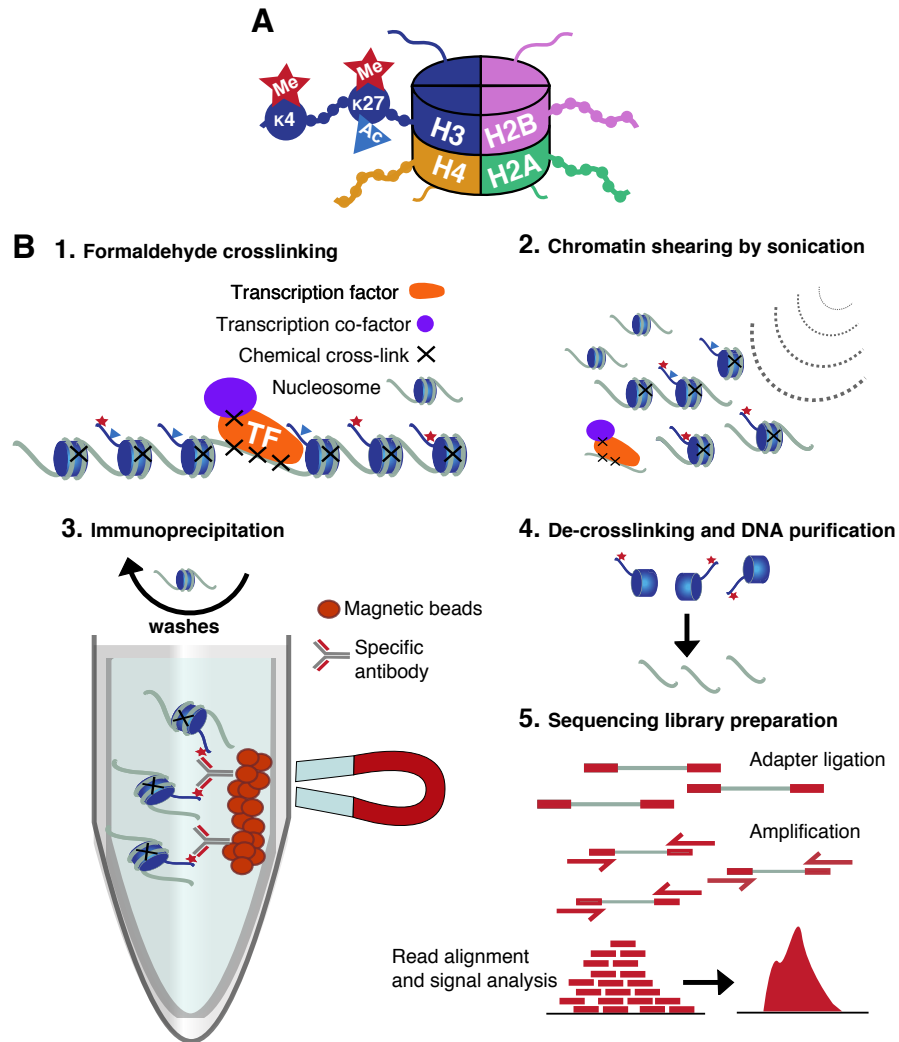 A
Me
Me
K4
K27
Ac
H3
H2B
H4
H2A
B
1. Formaldehyde crosslinking
Transcription factor
Transcription co-factor
Chemical cross-link
Nucleosome
TF
2. Chromatin shearing by sonication
3. Immunoprecipitation
washes
Magnetic beads
Specific
antibody
4. De-crosslinking and DNA purification
5. Sequencing library preparation
Adapter ligation
Amplification
Read alignment
and signal analysis